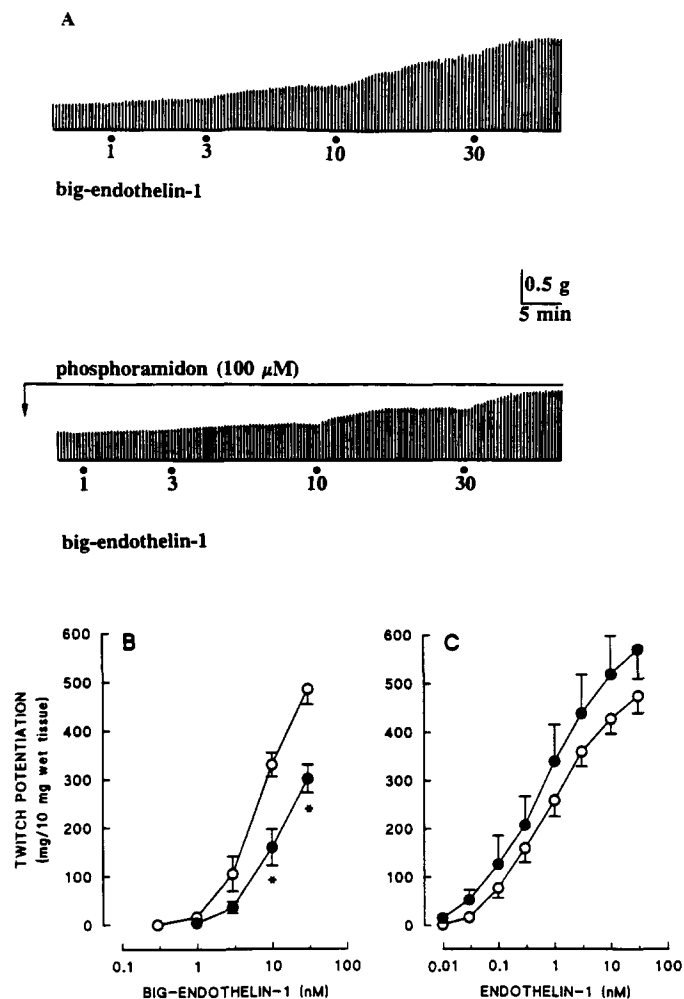 A
1 3 10 30
big-endothelin-1
0.5 g
5 min
phosphoramidon (100 μM)
1 3 10 30
big-endothelin-1
B
C
TWITCH POTENTIATION
(mg/10 mg wet tissue)
600
500
400
300
200
100
0
*
*
0.1 1 10 100
BIG-ENDOTHELIN-1 (nM)
600
500
400
300
200
100
0
0.01 0.1 1 10 100
ENDOTHELIN-1 (nM)